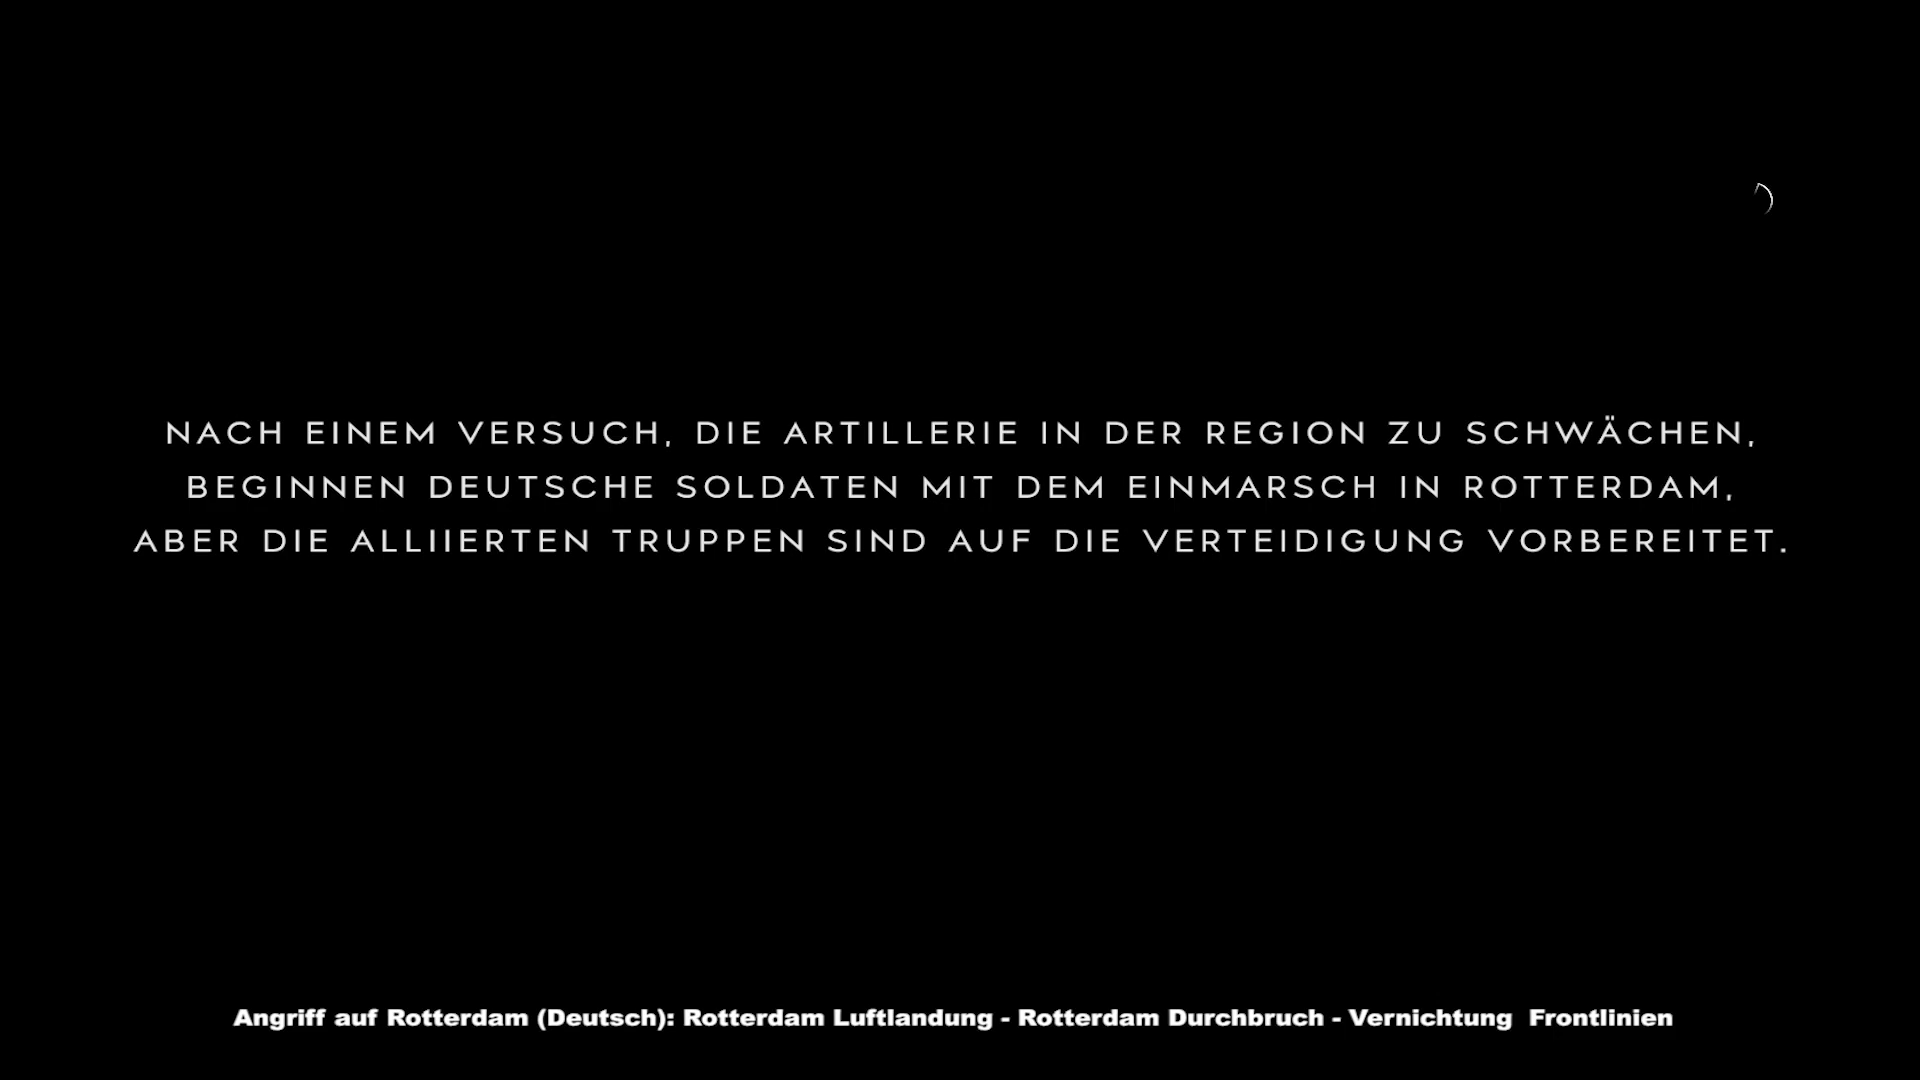 NACH EINEM VERSUCH, DIE ARTILLERIE IN DER REGION ZU SCHWÄCHEN,
BEGINNEN DEUTSCHE SOLDATEN MIT DEM EINMARSCH IN ROTTERDAM,
ABER DIE ALLIIERTEN TRUPPEN SIND AUF DIE VERTEIDIGUNG VORBEREITET.
Angriff auf Rotterdam (Deutsch): Rotterdam Luftlandung - Rotterdam Durchbruch - Vernichtung  Frontlinien